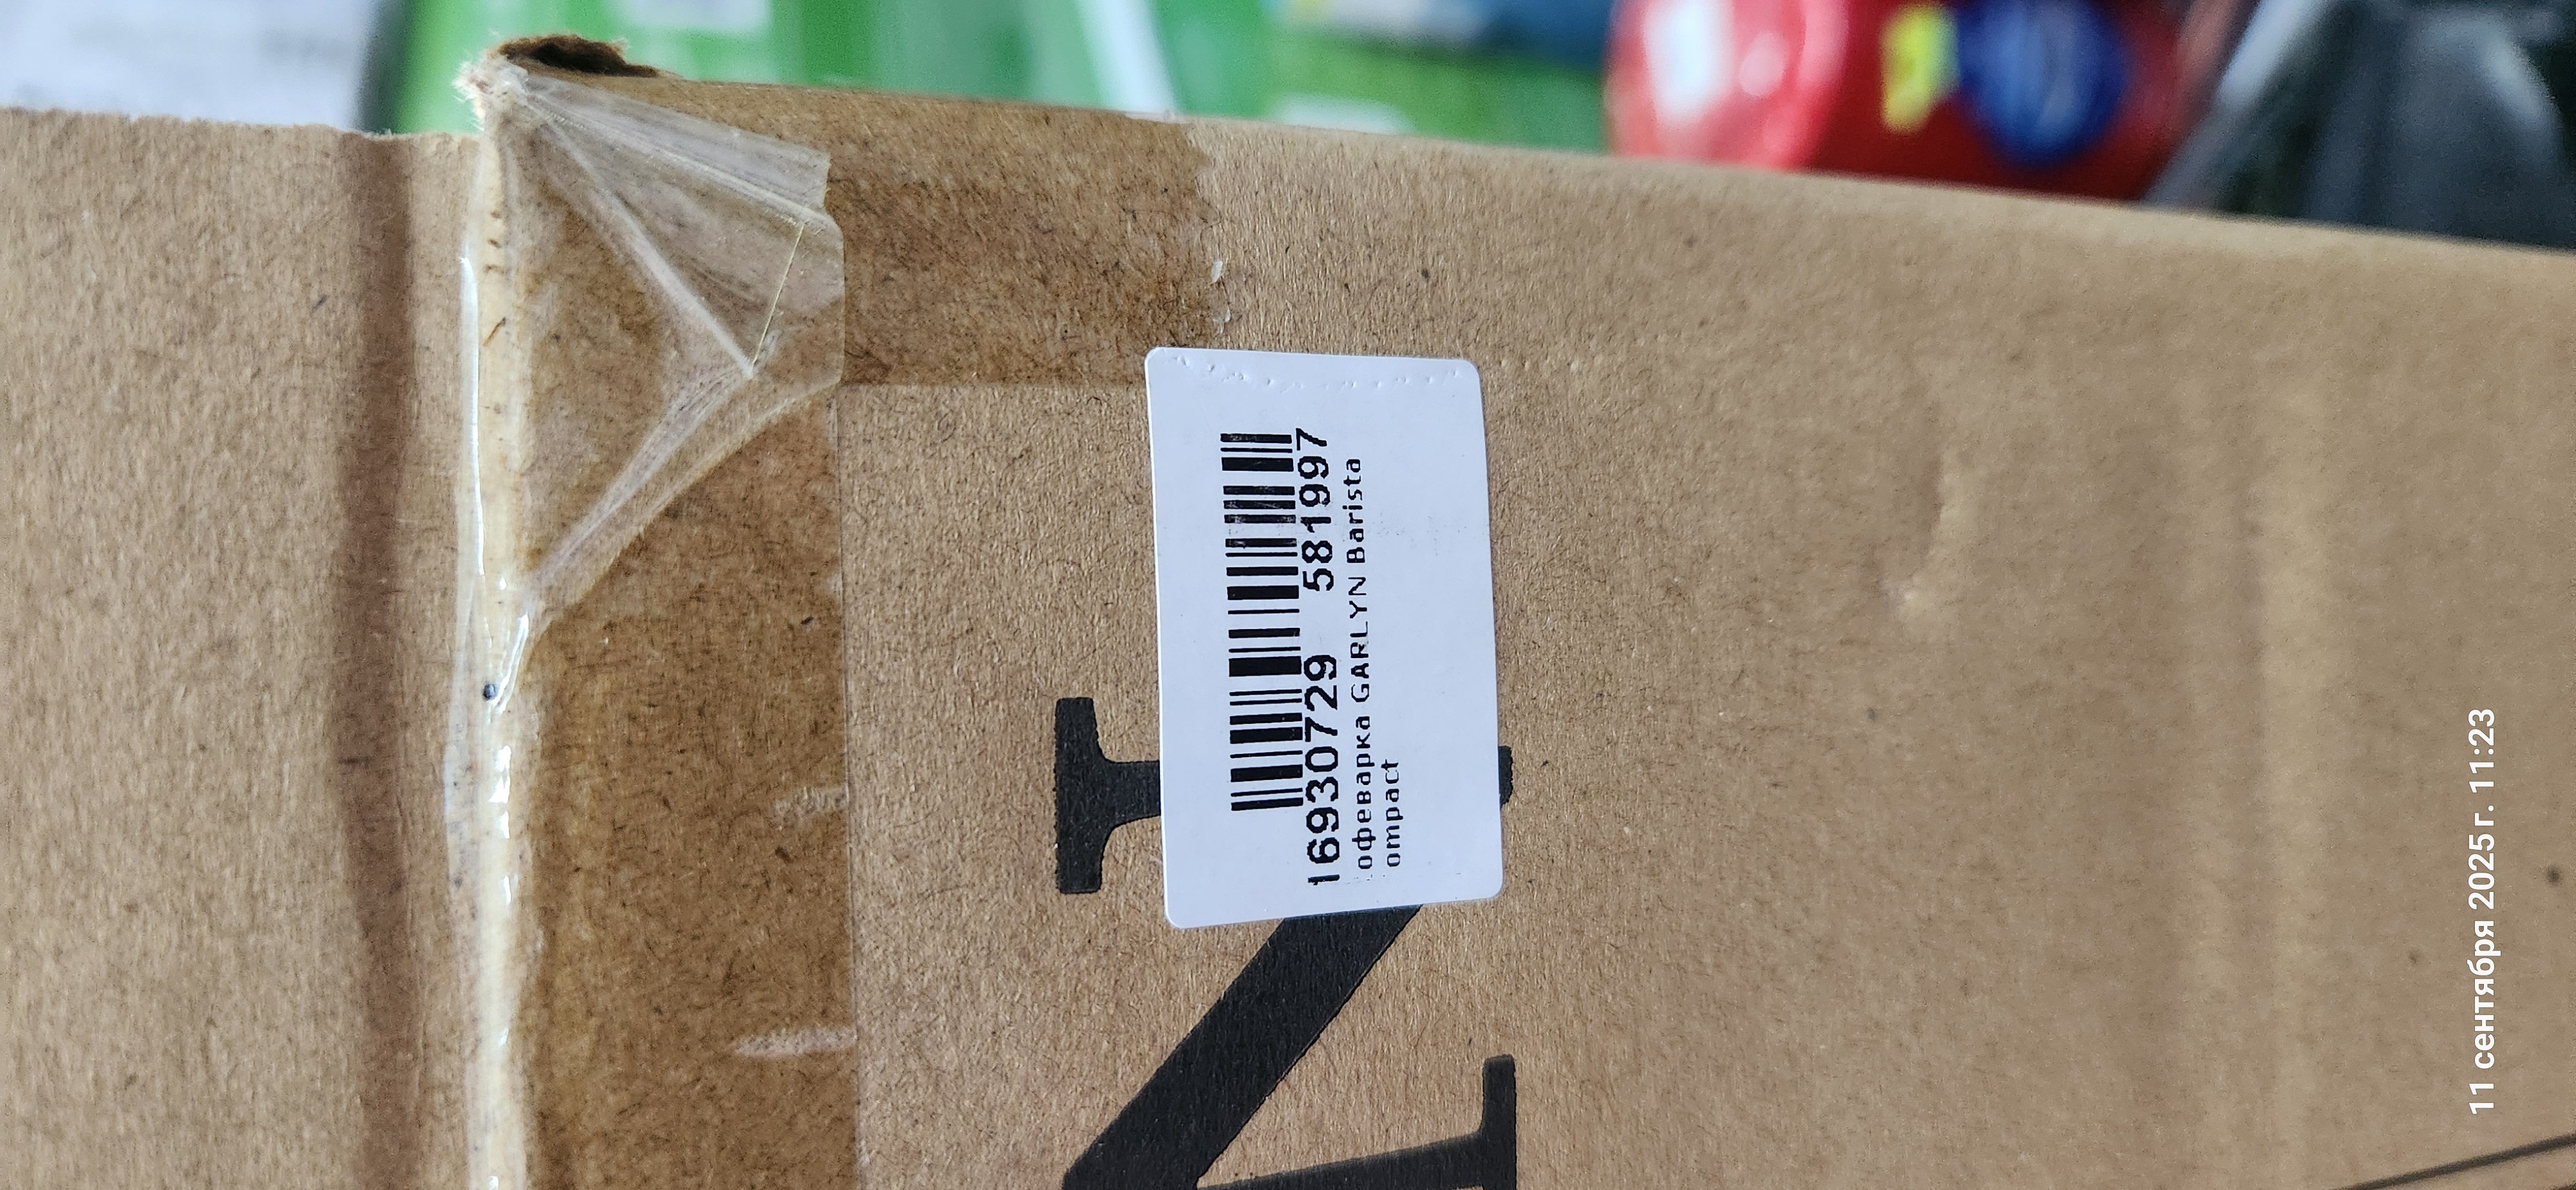 16930729 581997
офеварка GARLYN Barista
ompact
N
11 сентября 2025 г. 11:23